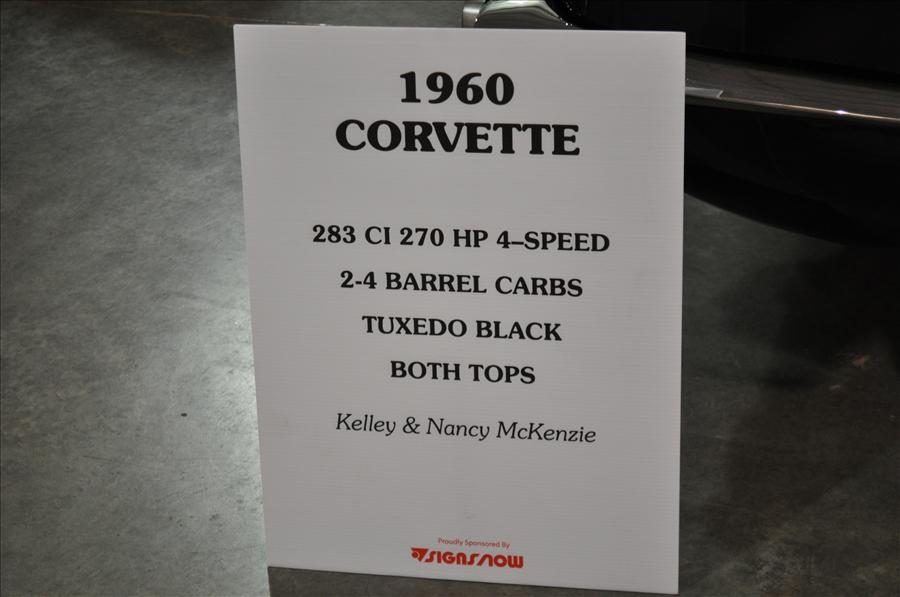 1960
CORVETTE
283 CI 270 HP 4–SPEED
2-4 BARREL CARBS
TUXEDO BLACK
BOTH TOPS
Kelley & Nancy McKenzie
Proudly Sponsored By
SIGNSNOW